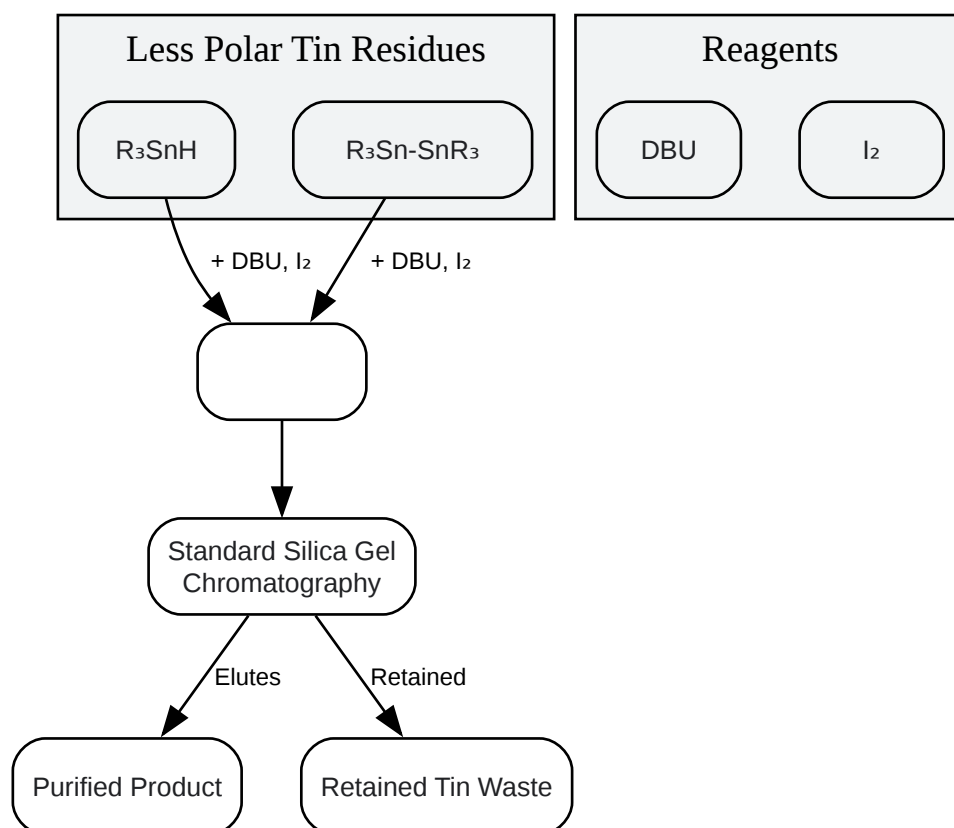 Less Polar Tin Residues
Reagents
R₃SnH
R₃Sn-SnR₃
DBU
I₂
+ DBU, I₂
+ DBU, I₂
Standard Silica Gel
Chromatography
Elutes
Retained
Purified Product
Retained Tin Waste